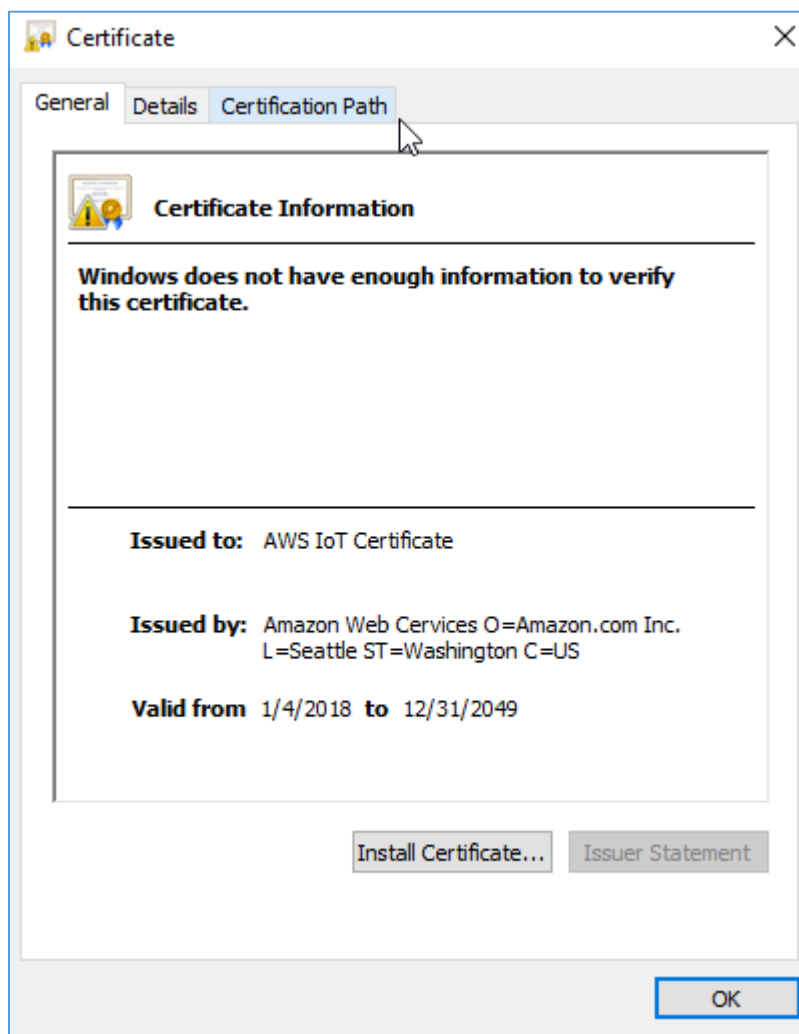 Certificate
General Details Certification Path
Certificate Information
Windows does not have enough information to verify
this certificate.
Issued to: AWS IoT Certificate
Issued by: Amazon Web Cervices O=Amazon.com Inc.
L=Seattle ST=Washington C=US
Valid from 1/4/2018 to 12/31/2049
Install Certificate... Issuer Statement
OK